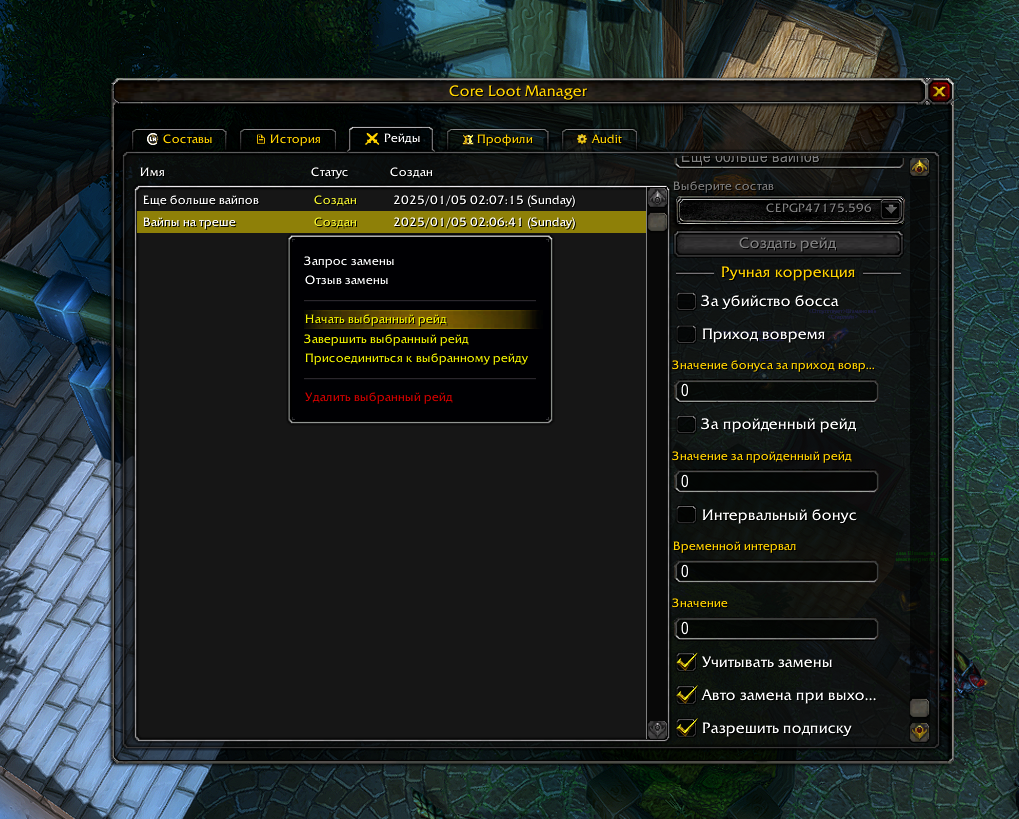 Core Loot Manager
Составы
История
Рейды
Профили
Audit
Имя
Статус
Создан
Еще больше вайпов
Создан
2025/01/05 02:07:15 (Sunday)
Вайпы на треше
Создан
2025/01/05 02:06:41 (Sunday)
Запрос замены
Отзыв замены
Начать выбранный рейд
Завершить выбранный рейд
Присоединиться к выбранному рейду
Удалить выбранный рейд
Еще больше вайпов
Выберите состав
CEPGP47175.596
Создать рейд
Ручная коррекция
За убийство босса
Приход вовремя
Значение бонуса за приход вовр...
0
За пройденный рейд
Значение за пройденный рейд
0
Интервальный бонус
Временной интервал
0
Значение
0
Учитывать замены
Авто замена при выхо...
Разрешить подписку